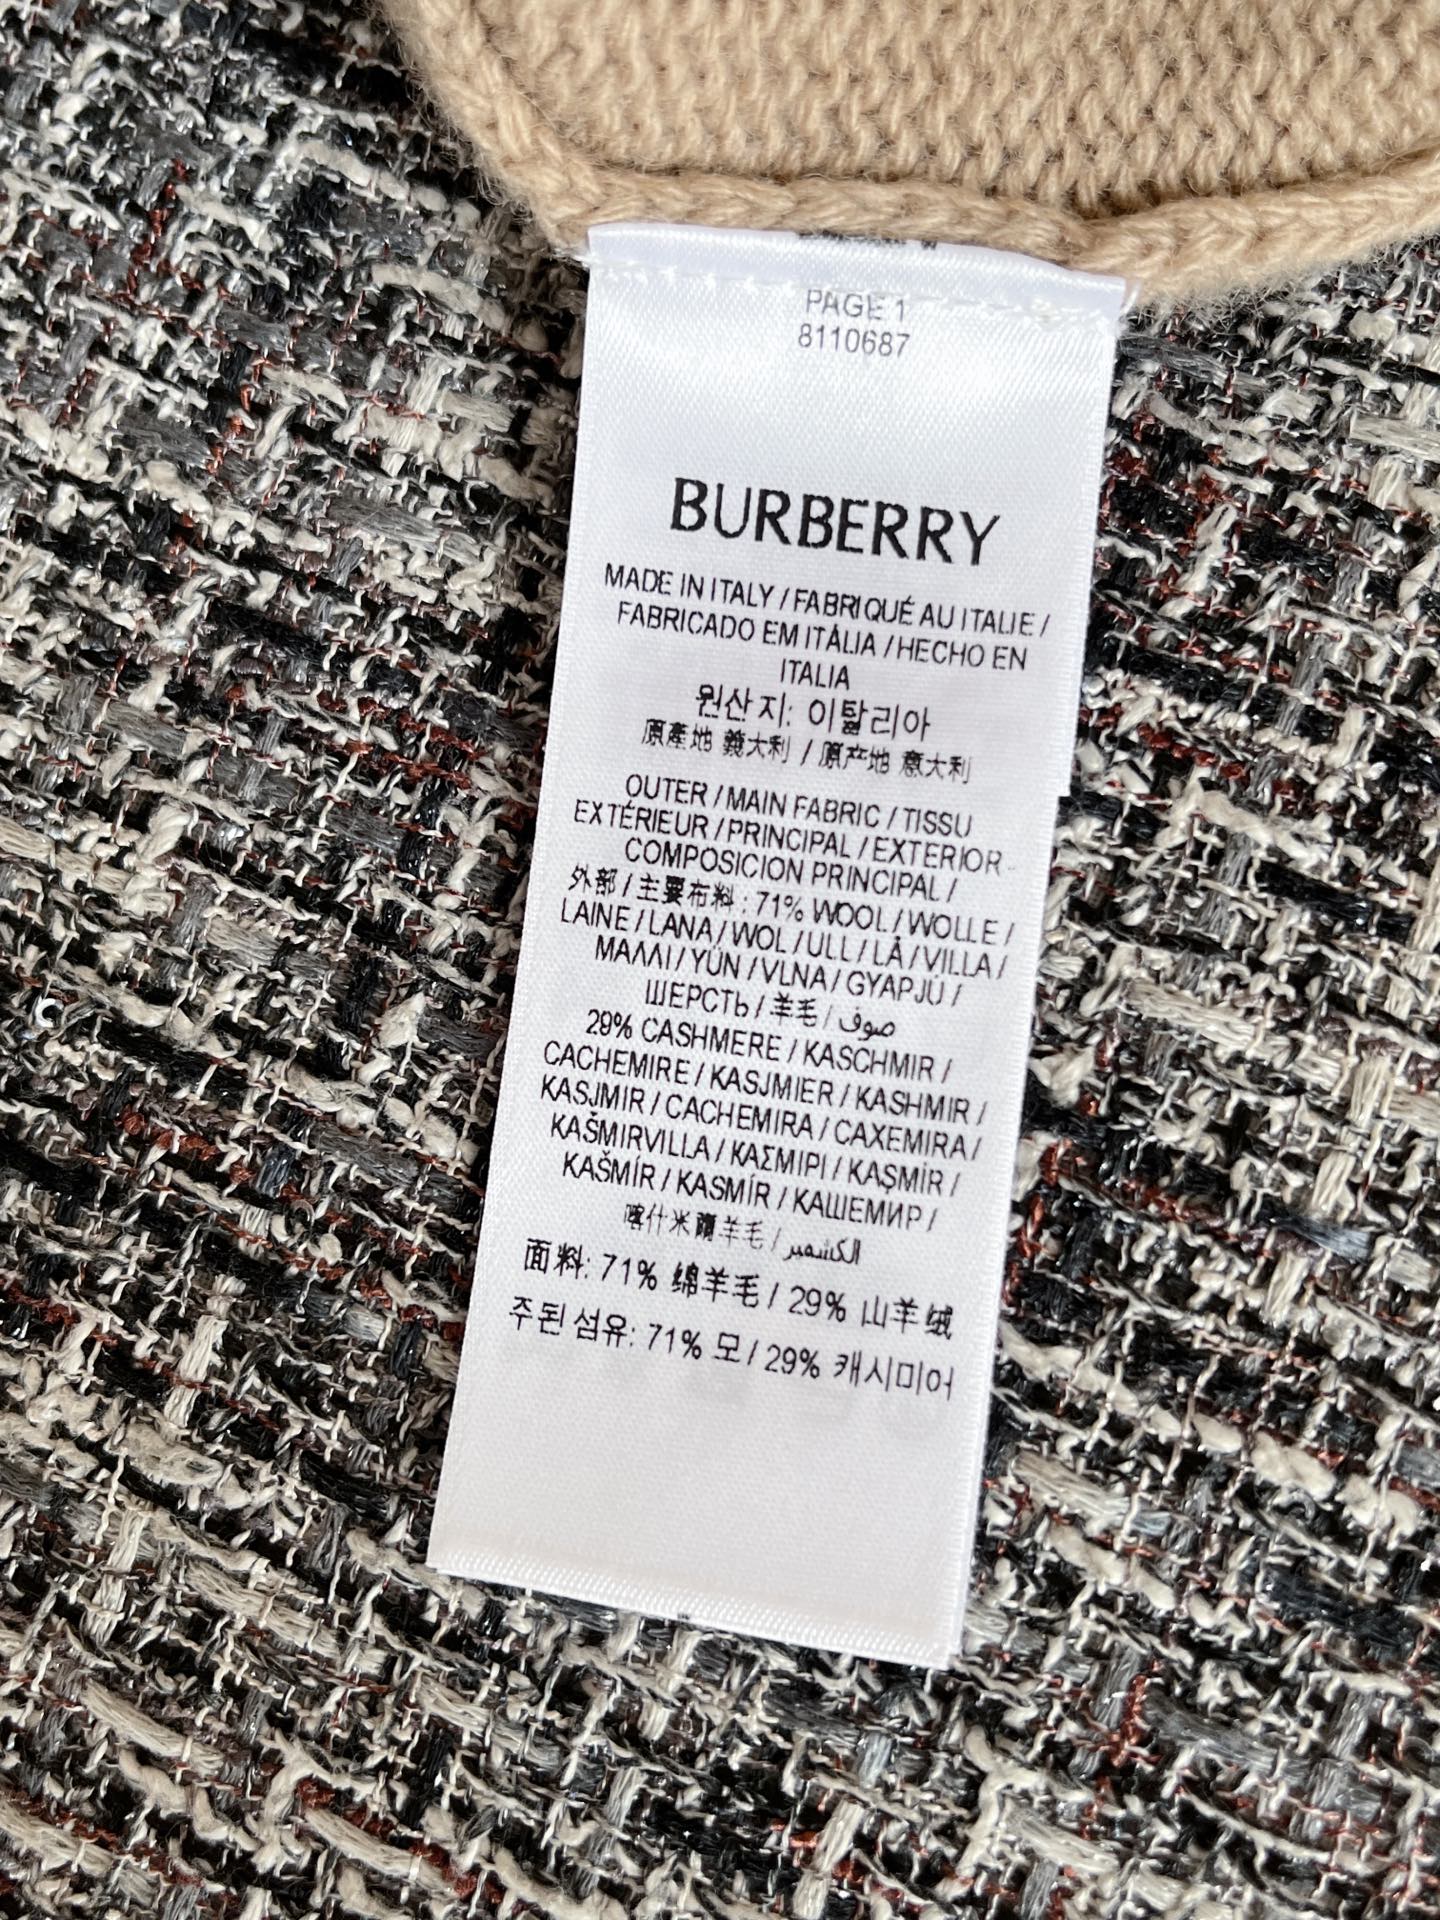 PAGE 1
8110687
BURBERRY
MADE IN ITALY / FABRIQUÉ AU ITALIE /
FABRICADO EM ITÁLIA / HECHO EN
ITALIA
원산지: 이탈리아
原產地 義大利 / 原产地 意大利
OUTER / MAIN FABRIC / TISSU
EXTÉRIEUR / PRINCIPAL / EXTERIOR -
COMPOSICION PRINCIPAL /
外部 / 主要布料 : 71% WOOL / WOLLE /
LAINE / LANA / WOL / ULL / LÃ / VILLA /
ΜΑΛΛΙ / YÜN / VLNA / GYAPJÚ /
ШЕРСТЬ / 羊毛 / صوف
29% CASHMERE / KASCHMIR /
CACHEMIRE / KASJMIER / KASHMIR /
KASJMIR / CACHEMIRA / CAXEMIRA /
KAŠMIRVILLA / ΚΑΣΜΙΡΙ / KAŞMİR /
KAŠMÍR / KASMÍR / КАШЕМИР /
喀什米爾羊毛 / الكشمير
面料: 71% 绵羊毛 / 29% 山羊绒
주된 섬유: 71% 모 / 29% 캐시미어